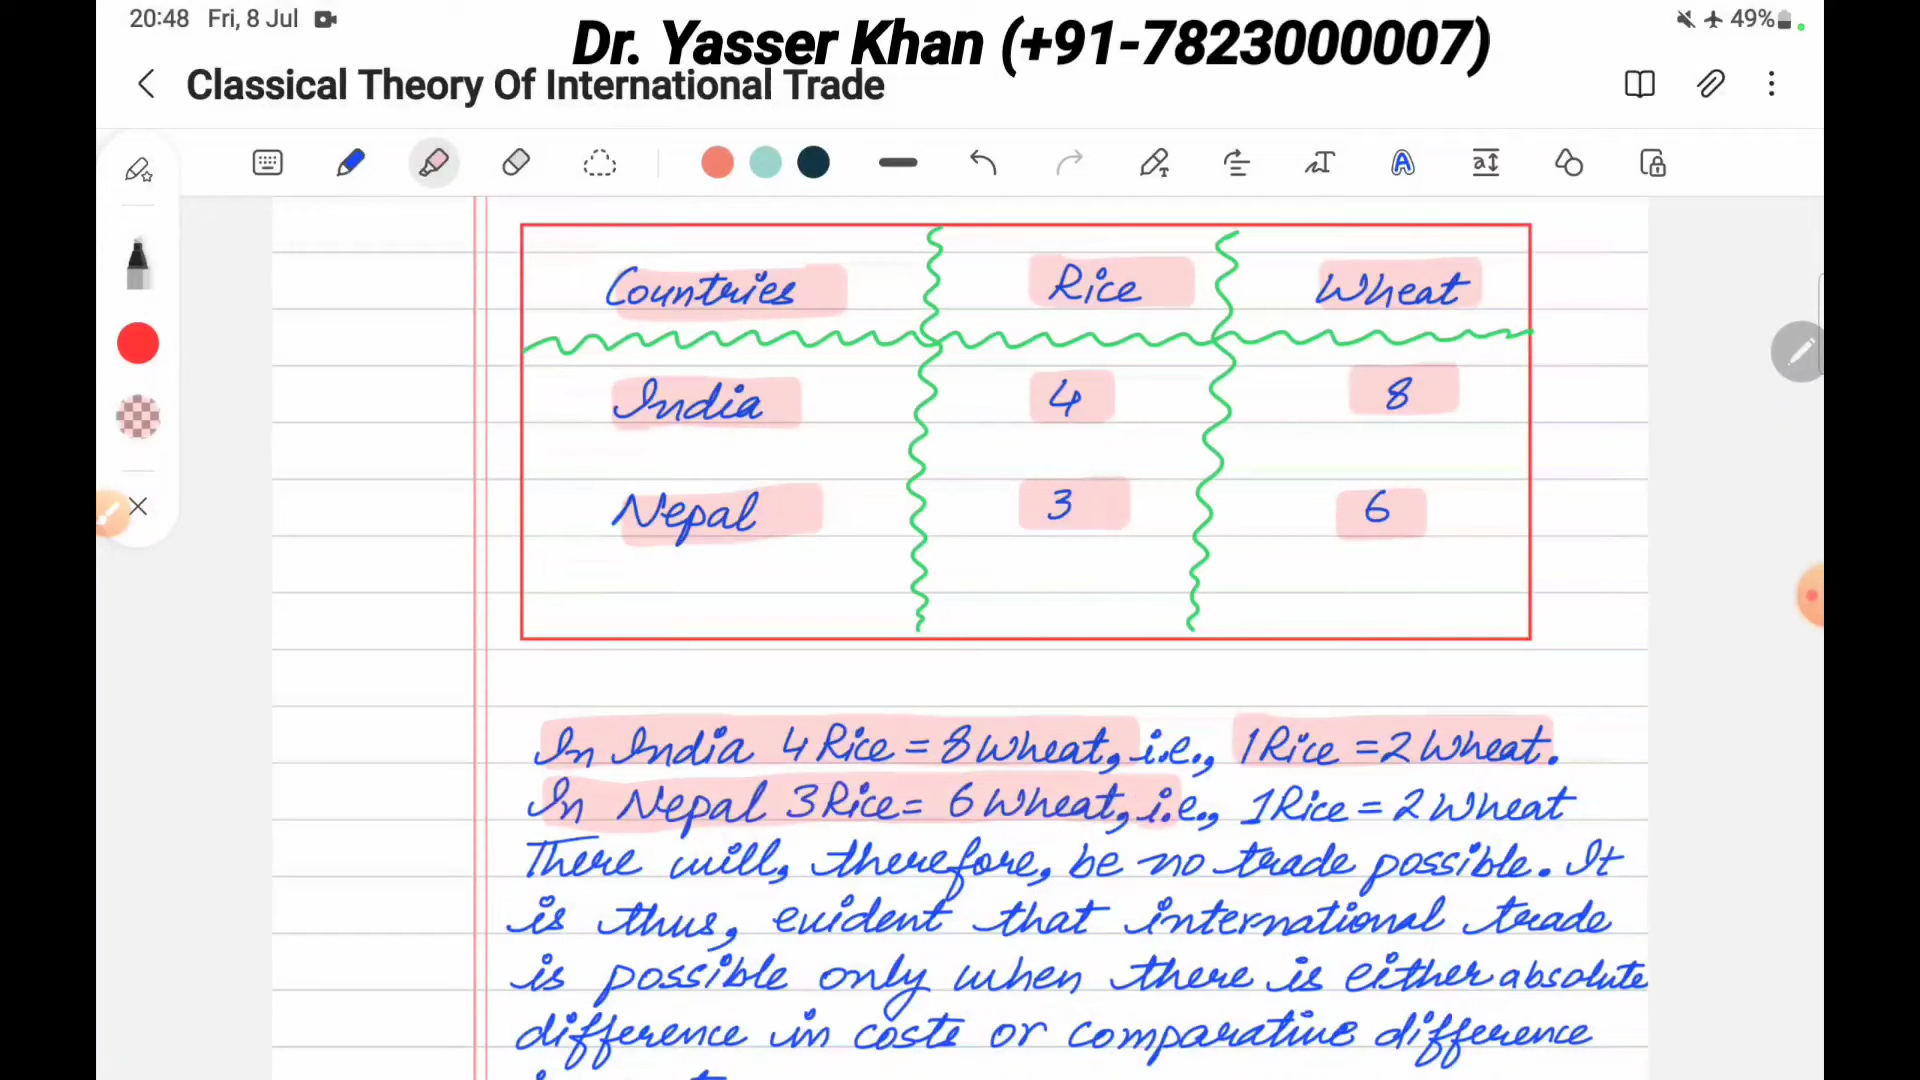 20:48 Fri, 8 Jul
49%
Dr. Yasser Khan (+91-7823000007)
Classical Theory Of International Trade
Countries Rice Wheat
India 4 8
Nepal 3 6
In India 4 Rice = 8 Wheat, i.e., 1 Rice = 2 Wheat.
In Nepal 3 Rice = 6 Wheat, i.e., 1 Rice = 2 Wheat
There will, therefore, be no trade possible. It
is thus, evident that international trade
is possible only when there is either absolute
difference in costs or comparative difference